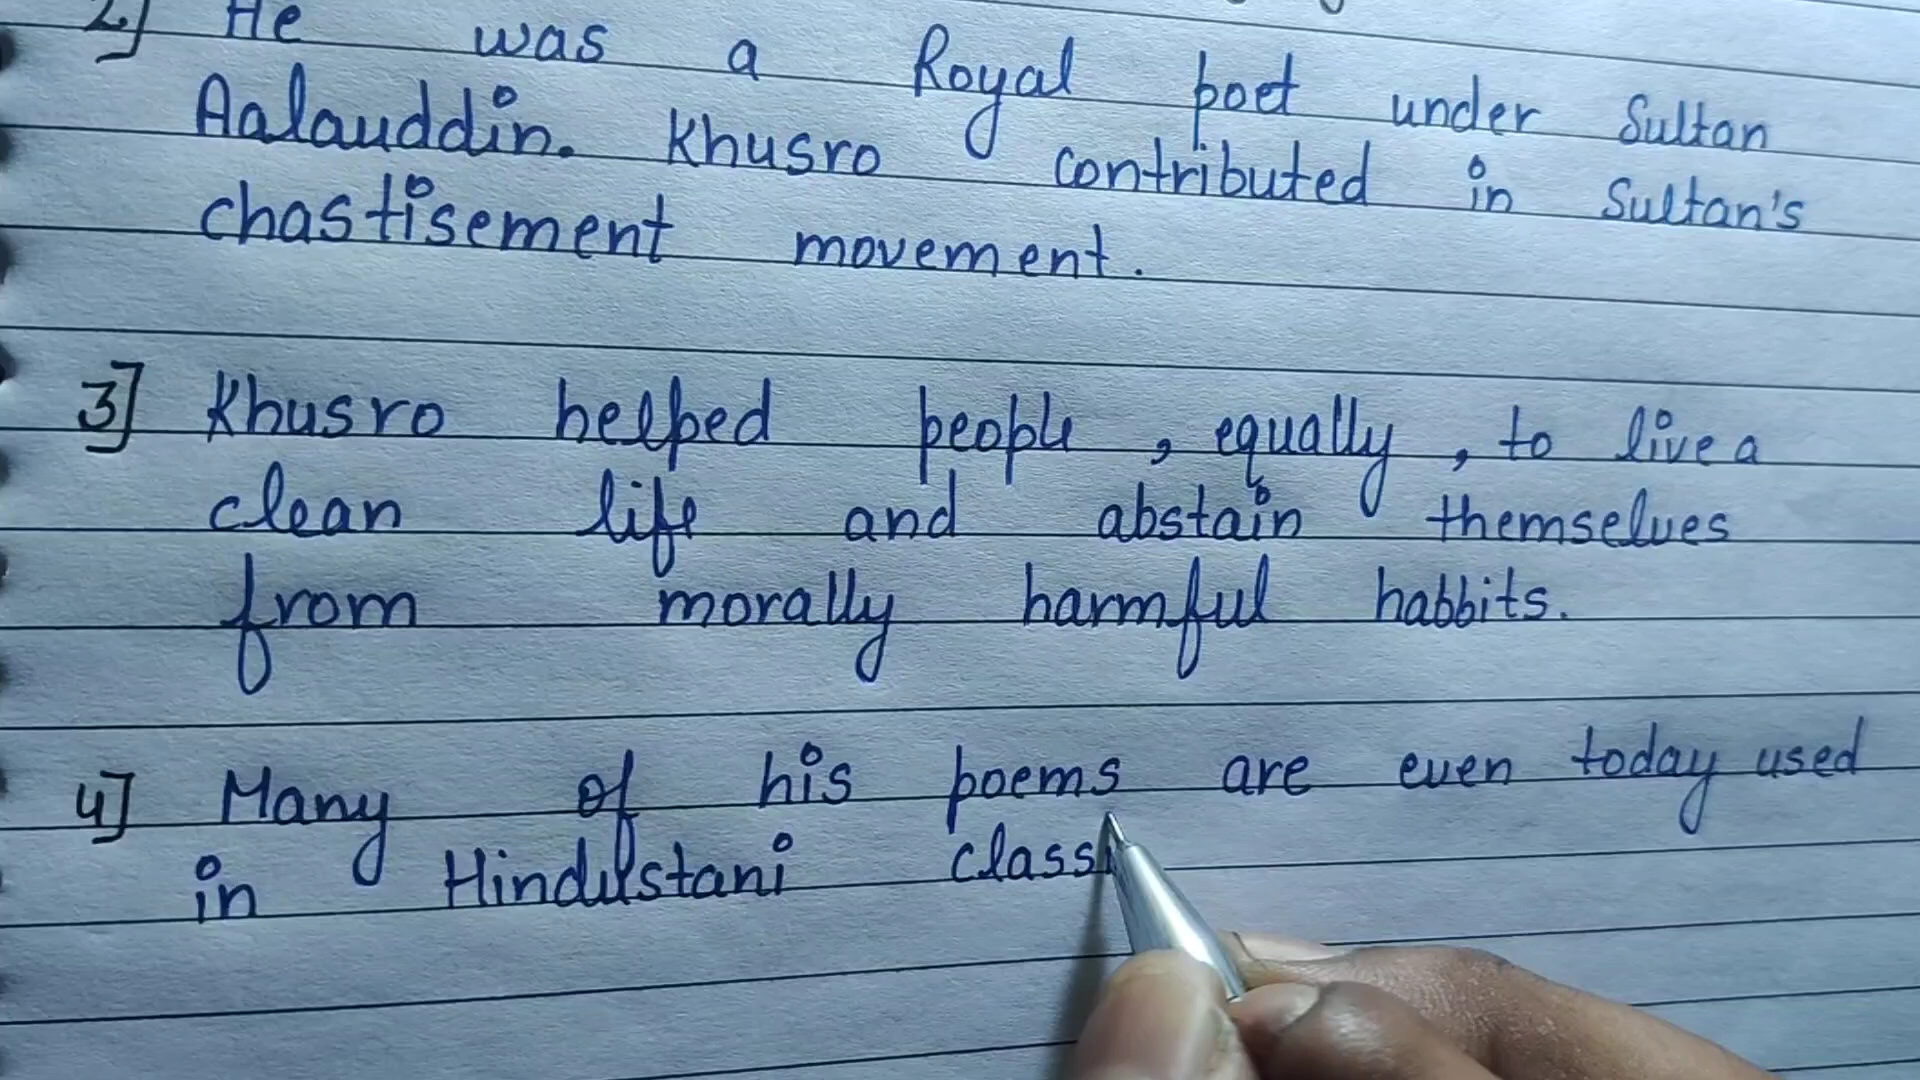 2] He was a Royal poet under Sultan
Aalauddin. Khusro contributed in Sultan's
chastisement movement.
3] Khusro helped people, equally, to live a
clean life and abstain themselves
from morally harmful habbits.
4] Many of his poems are even today used
in Hindustani class